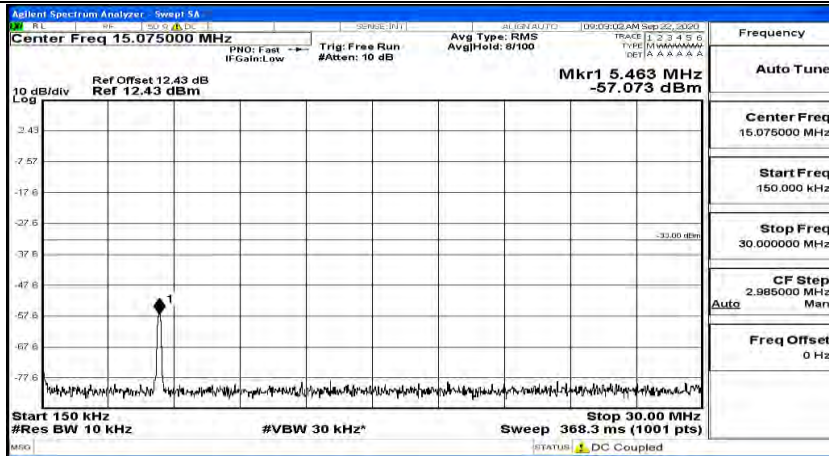 Agilent Spectrum Analyzer - Swept SA
RL RF 50 Ω DC SENSE:INT ALIGN AUTO 09:03:02 AM Sep 22, 2020
Center Freq 15.075000 MHz
PNO: Fast
IFGain:Low
Trig: Free Run
#Atten: 10 dB
Avg Type: RMS
Avg|Hold: 8/100
TRACE 1 2 3 4 5 6
TYPE M
DET A A A A A A
Mkr1 5.463 MHz
-57.073 dBm
Ref Offset 12.43 dB
Ref 12.43 dBm
10 dB/div
Log
2.43
-7.57
-17.6
-27.6
-37.6
-47.6
-57.6
-67.6
-77.6
-33.00 dBm
1
Start 150 kHz
Stop 30.00 MHz
#Res BW 10 kHz
#VBW 30 kHz*
Sweep 368.3 ms (1001 pts)
MSG
STATUS DC Coupled
Frequency
Auto Tune
Center Freq
15.075000 MHz
Start Freq
150.000 kHz
Stop Freq
30.000000 MHz
CF Step
2.985000 MHz
Auto Man
Freq Offset
0 Hz